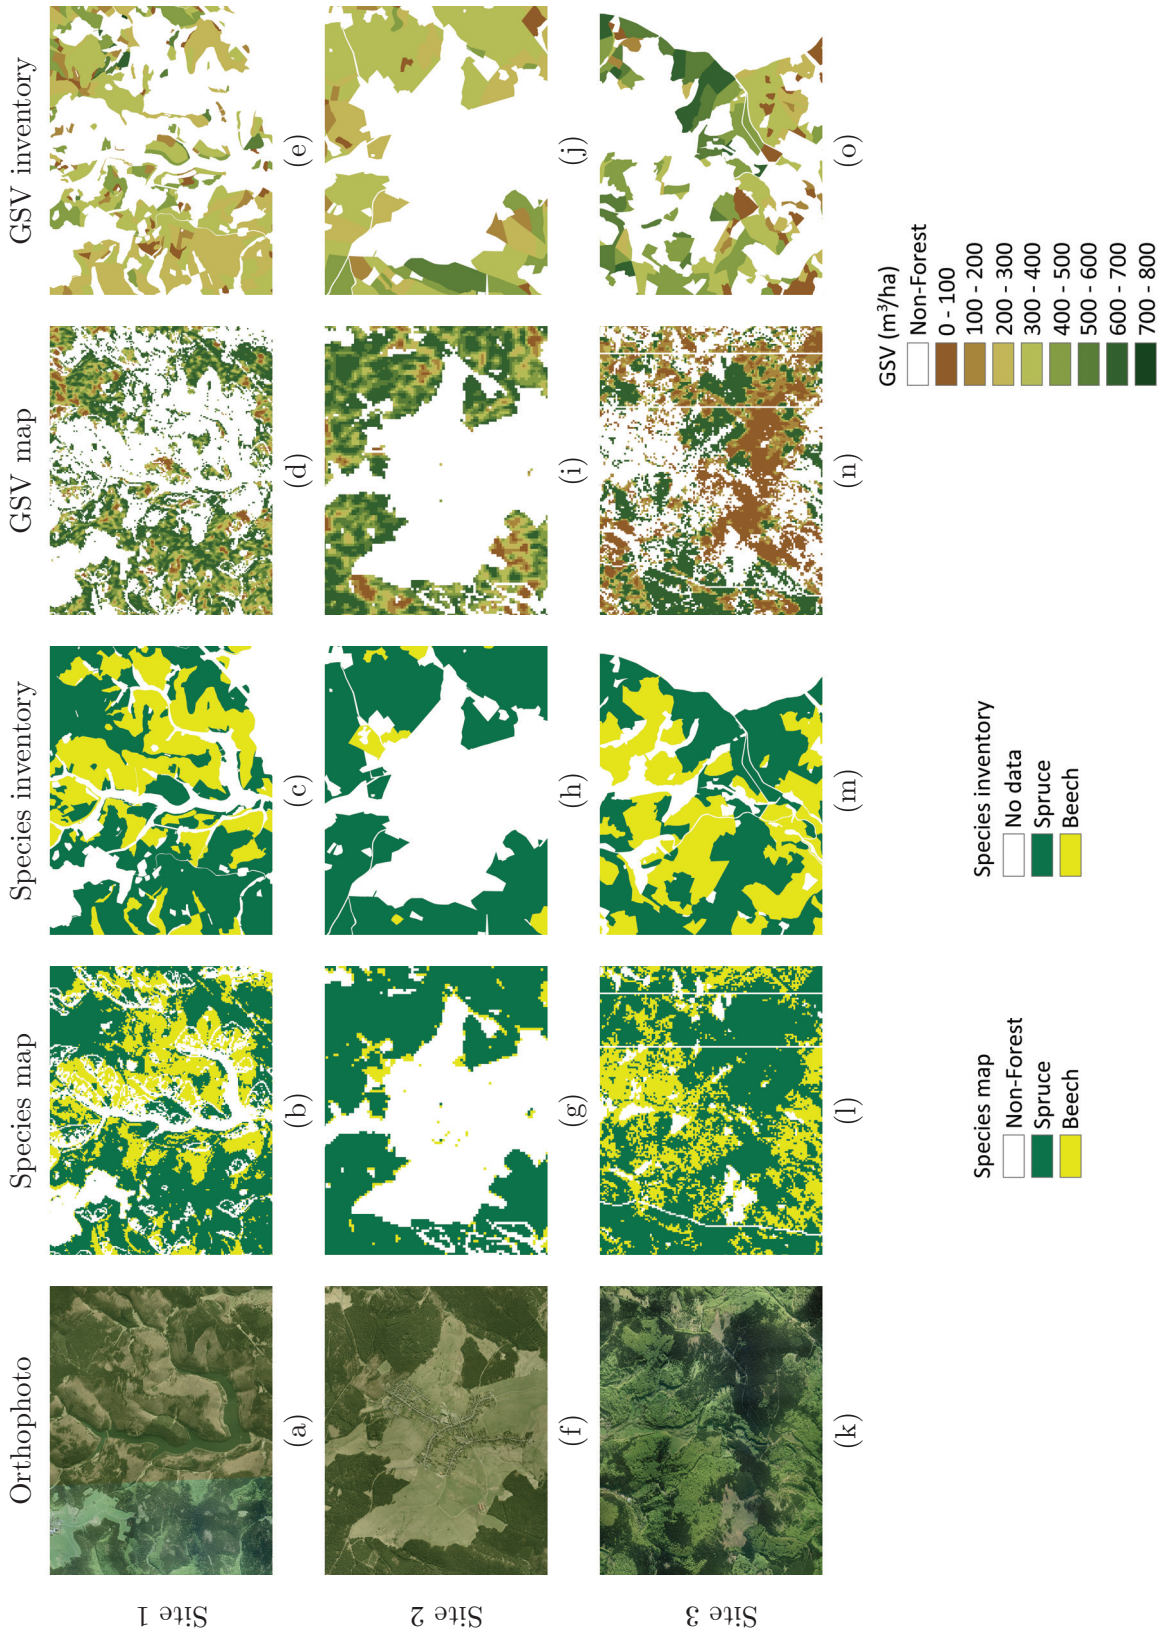 Orthophoto
Species map
Species inventory
GSV map
GSV inventory
Site 1
(a)
(b)
(c)
(d)
(e)
Site 2
(f)
(g)
(h)
(i)
(j)
Site 3
(k)
(l)
(m)
(n)
(o)
Species map
Non-Forest
Spruce
Beech
Species inventory
No data
Spruce
Beech
GSV (m³/ha)
Non-Forest
0 - 100
100 - 200
200 - 300
300 - 400
400 - 500
500 - 600
600 - 700
700 - 800